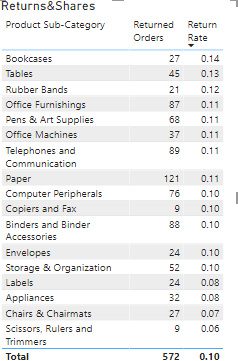 Returns&Shares
Product Sub-Category Returned Return
Orders Rate
Bookcases 27 0.14
Tables 45 0.13
Rubber Bands 21 0.12
Office Furnishings 87 0.11
Pens & Art Supplies 68 0.11
Office Machines 37 0.11
Telephones and 89 0.11
Communication
Paper 121 0.11
Computer Peripherals 76 0.10
Copiers and Fax 9 0.10
Binders and Binder 88 0.10
Accessories
Envelopes 24 0.10
Storage & Organization 52 0.10
Labels 24 0.08
Appliances 32 0.08
Chairs & Chairmats 27 0.07
Scissors, Rulers and 9 0.06
Trimmers
Total 572 0.10